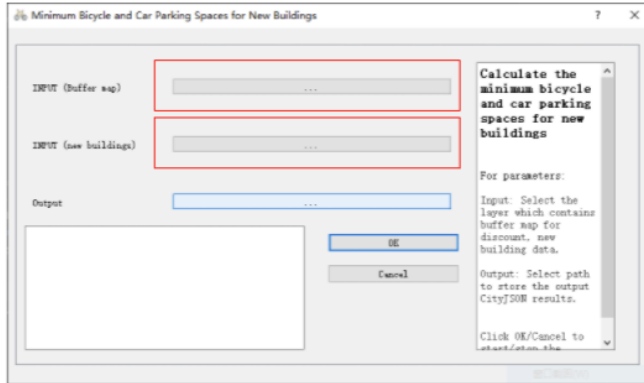 Minimum Bicycle and Car Parking Spaces for New Buildings
?
×
INPUT (Buffer map)
...
INPUT (new buildings)
...
Output
...
OK
Cancel
Calculate the
minimum bicycle
and car parking
spaces for new
buildings
For parameters:
Input: Select the
layer which contains
buffer map for
discount, new
building data.
Output: Select path
to store the output
CityJSON results.
Click OK/Cancel to
start/stop the